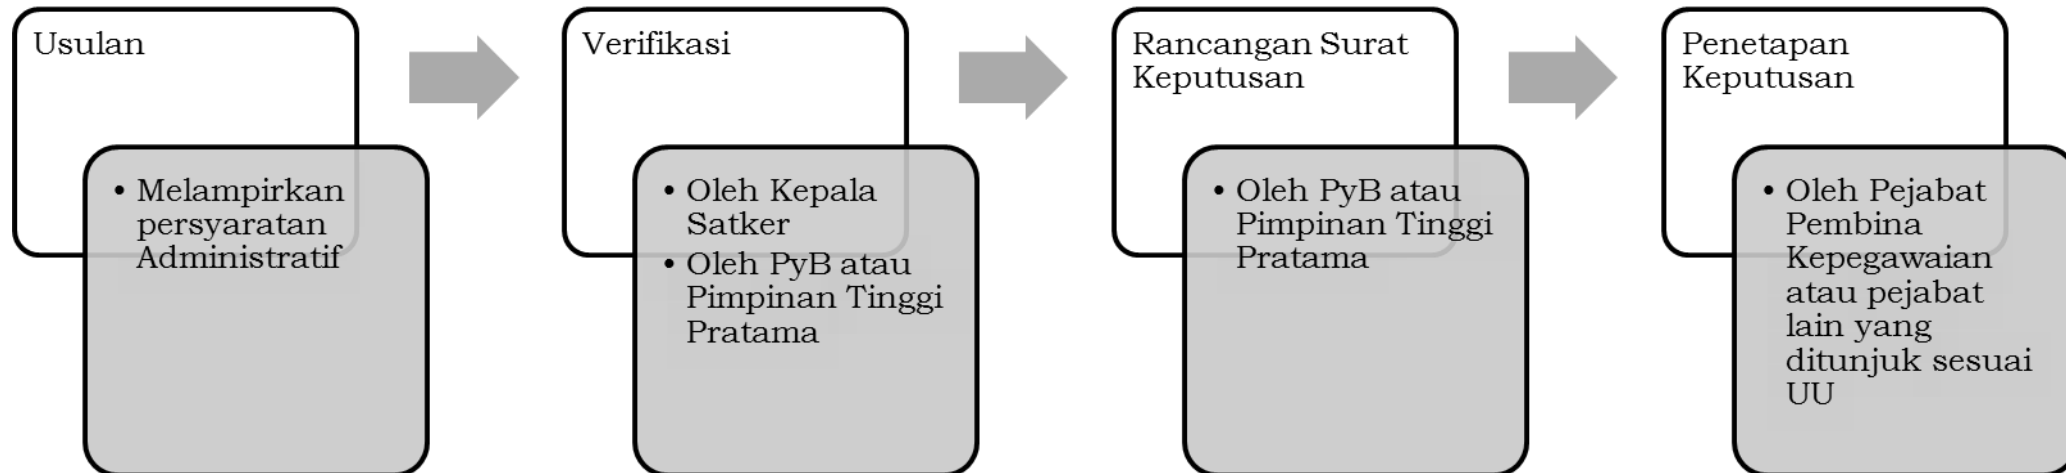 Usulan
• Melampirkan
persyaratan
Administratif
Verifikasi
• Oleh Kepala
Satker
• Oleh PyB atau
Pimpinan Tinggi
Pratama
Rancangan Surat
Keputusan
• Oleh PyB atau
Pimpinan Tinggi
Pratama
Penetapan
Keputusan
• Oleh Pejabat
Pembina
Kepegawaian
atau pejabat
lain yang
ditunjuk sesuai
UU